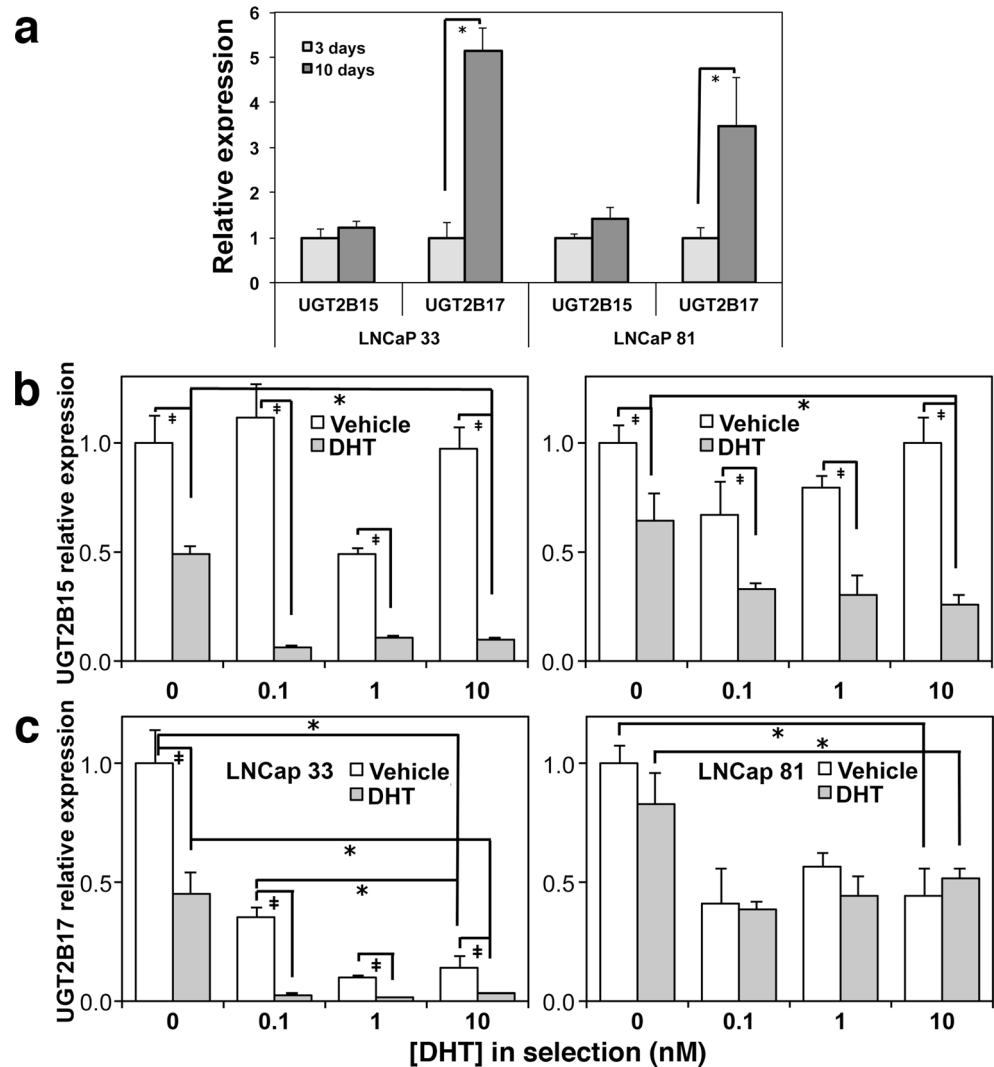 a
Relative expression
6
5
4
3
2
1
0
3 days
10 days
*
*
UGT2B15 UGT2B17 UGT2B15 UGT2B17
LNCaP 33 LNCaP 81
b
UGT2B15 relative expression
1.0
0.5
0.0
*
ǂ ǂ ǂ ǂ
Vehicle
DHT
0 0.1 1 10
1.0
0.5
0.0
*
ǂ ǂ ǂ ǂ
Vehicle
DHT
0 0.1 1 10
c
UGT2B17 relative expression
1.0
0.5
0.0
*
ǂ
LNCap 33 Vehicle
DHT
*
*
ǂ ǂ ǂ
0 0.1 1 10
1.0
0.5
0.0
*
*
LNCap 81 Vehicle
DHT
0 0.1 1 10
[DHT] in selection (nM)